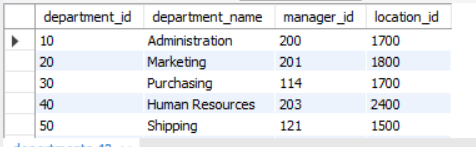 department_id department_name manager_id location_id
10 Administration 200 1700
20 Marketing 201 1800
30 Purchasing 114 1700
40 Human Resources 203 2400
50 Shipping 121 1500